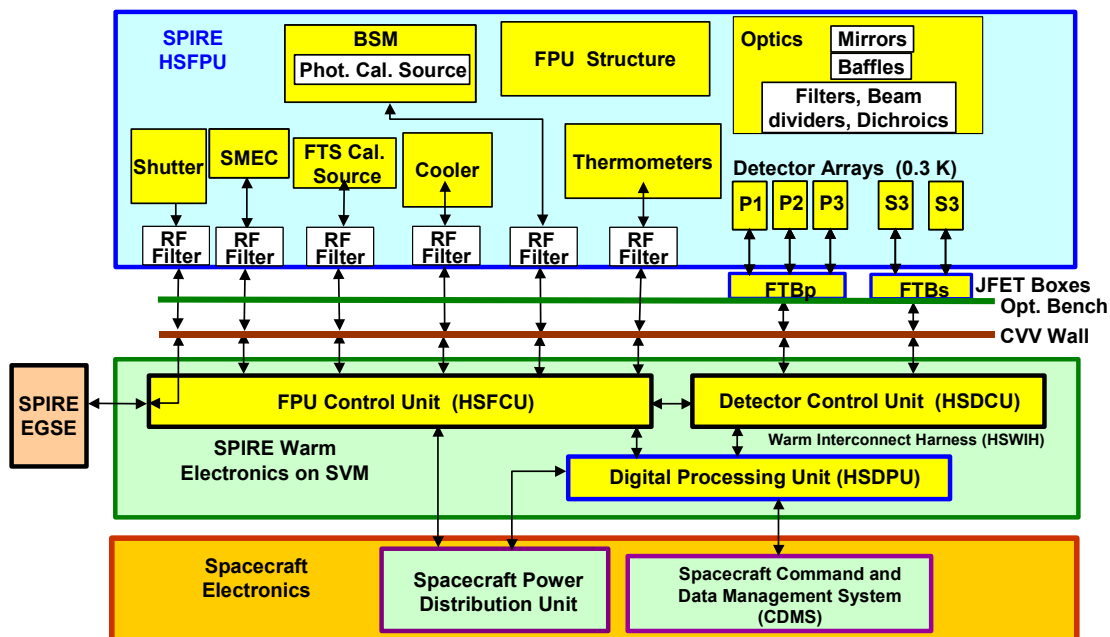 SPIRE
HSFPU
BSM
Phot. Cal. Source
FPU Structure
Optics
Mirrors
Baffles
Filters, Beam
dividers, Dichroics
Shutter
SMEC
FTS Cal.
Source
Cooler
Thermometers
Detector Arrays (0.3 K)
P1
P2
P3
S3
S3
RF
Filter
RF
Filter
RF
Filter
RF
Filter
RF
Filter
RF
Filter
FTBp
FTBs
JFET Boxes
Opt. Bench
CVV Wall
SPIRE
EGSE
FPU Control Unit (HSFCU)
Detector Control Unit (HSDCU)
SPIRE Warm
Electronics on SVM
Warm Interconnect Harness (HSWIH)
Digital Processing Unit (HSDPU)
Spacecraft
Electronics
Spacecraft Power
Distribution Unit
Spacecraft Command and
Data Management System
(CDMS)